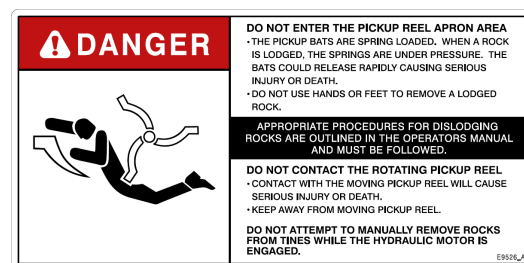 DANGER
DO NOT ENTER THE PICKUP REEL APRON AREA
• THE PICKUP BATS ARE SPRING LOADED. WHEN A ROCK
IS LODGED, THE SPRINGS ARE UNDER PRESSURE. THE
BATS COULD RELEASE RAPIDLY CAUSING SERIOUS
INJURY OR DEATH.
• DO NOT USE HANDS OR FEET TO REMOVE A LODGED
ROCK.
APPROPRIATE PROCEDURES FOR DISLODGING
ROCKS ARE OUTLINED IN THE OPERATORS MANUAL
AND MUST BE FOLLOWED.
DO NOT CONTACT THE ROTATING PICKUP REEL
• CONTACT WITH THE MOVING PICKUP REEL WILL CAUSE
SERIOUS INJURY OR DEATH.
• KEEP AWAY FROM MOVING PICKUP REEL.
DO NOT ATTEMPT TO MANUALLY REMOVE ROCKS
FROM TINES WHILE THE HYDRAULIC MOTOR IS
ENGAGED.
E9526_A